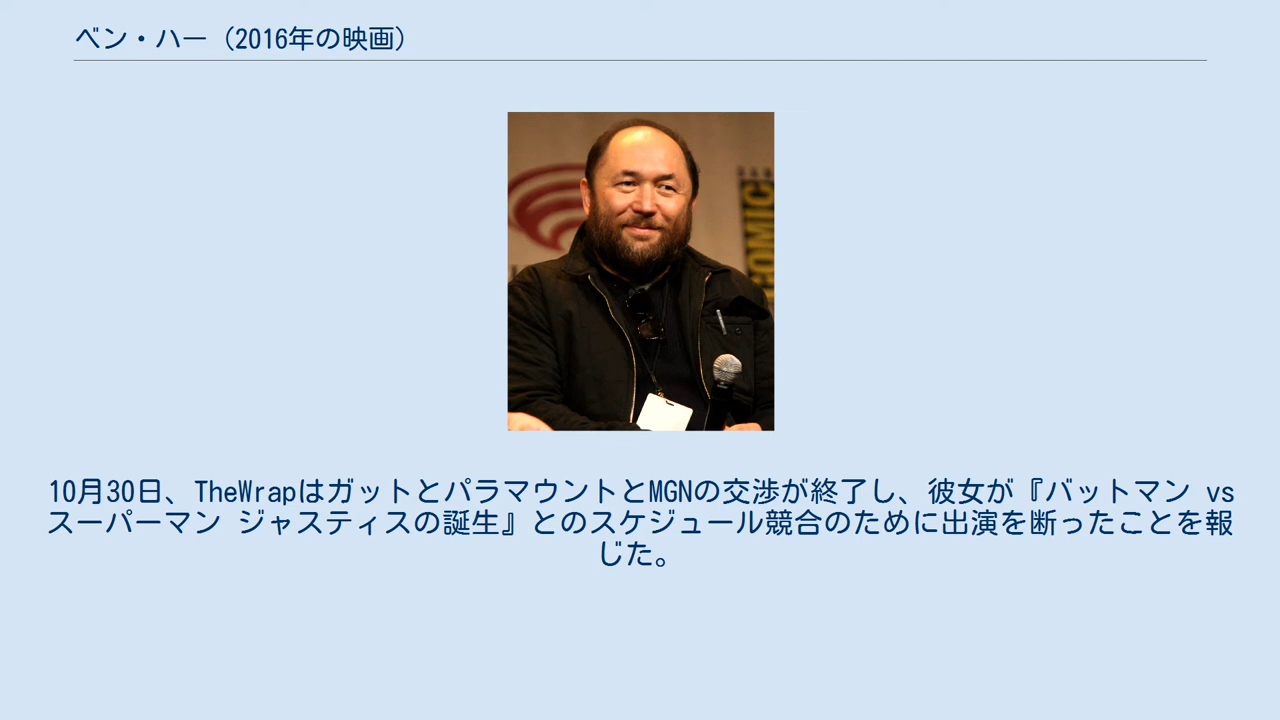 ベン・ハー（2016年の映画）
COMIC
10月30日、TheWrapはガットとパラマウントとMGNの交渉が終了し、彼女が『バットマン vs
スーパーマン ジャスティスの誕生』とのスケジュール競合のために出演を断ったことを報
じた。